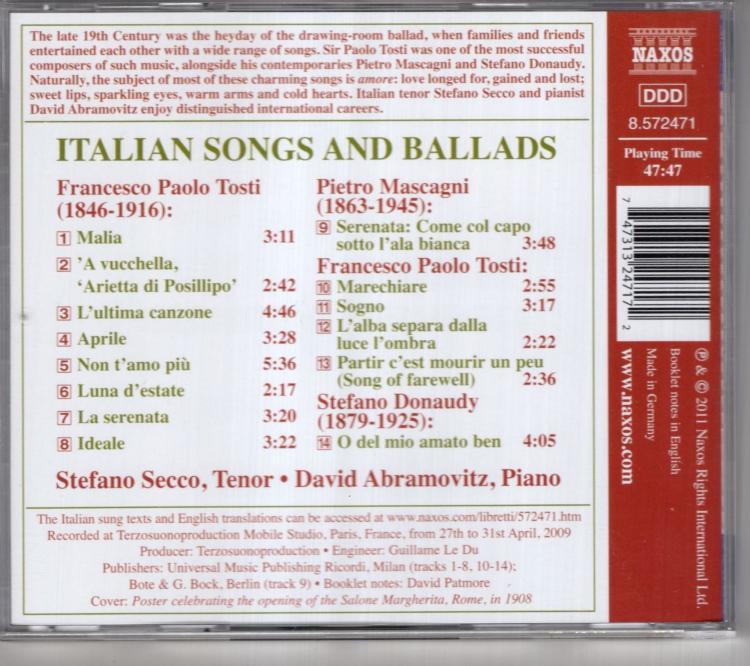 The late 19th Century was the heyday of the drawing-room ballad, when families and friends
entertained each other with a wide range of songs. Sir Paolo Tosti was one of the most successful
composers of such music, alongside his contemporaries Pietro Mascagni and Stefano Donaudy.
Naturally, the subject of most of these charming songs is amore: love longed for, gained and lost;
sweet lips, sparkling eyes, warm arms and cold hearts. Italian tenor Stefano Secco and pianist
David Abramovitz enjoy distinguished international careers.
ITALIAN SONGS AND BALLADS
Francesco Paolo Tosti
(1846-1916):
1 Malia 3:11
2 ’A vucchella,
‘Arietta di Posillipo’ 2:42
3 L’ultima canzone 4:46
4 Aprile 3:28
5 Non t’amo più 5:36
6 Luna d’estate 2:17
7 La serenata 3:20
8 Ideale 3:22
Pietro Mascagni
(1863-1945):
9 Serenata: Come col capo
sotto l’ala bianca 3:48
Francesco Paolo Tosti:
10 Marechiare 2:55
11 Sogno 3:17
12 L’alba separa dalla
luce l’ombra 2:22
13 Partir c’est mourir un peu
(Song of farewell) 2:36
Stefano Donaudy
(1879-1925):
14 O del mio amato ben 4:05
Stefano Secco, Tenor • David Abramovitz, Piano
The Italian sung texts and English translations can be accessed at www.naxos.com/libretti/572471.htm
Recorded at Terzosuonoproduction Mobile Studio, Paris, France, from 27th to 31st April, 2009
Producer: Terzosuonoproduction • Engineer: Guillame Le Du
Publishers: Universal Music Publishing Ricordi, Milan (tracks 1-8, 10-14);
Bote & G. Bock, Berlin (track 9) • Booklet notes: David Patmore
Cover: Poster celebrating the opening of the Salone Margherita, Rome, in 1908
NAXOS
DDD
8.572471
Playing Time
47:47
7 47313 24717 2
℗ & © 2011 Naxos Rights International Ltd.
Booklet notes in English
Made in Germany
www.naxos.com